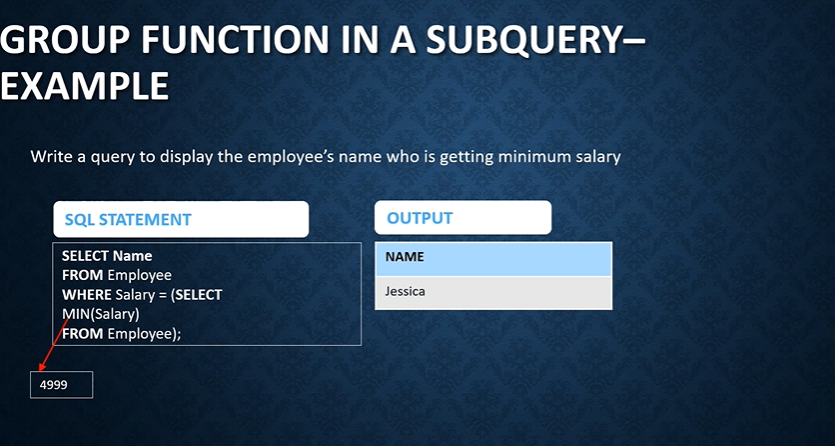 GROUP FUNCTION IN A SUBQUERY–
EXAMPLE
Write a query to display the employee’s name who is getting minimum salary
SQL STATEMENT
SELECT Name
FROM Employee
WHERE Salary = (SELECT
MIN(Salary)
FROM Employee);
4999
OUTPUT
NAME
Jessica